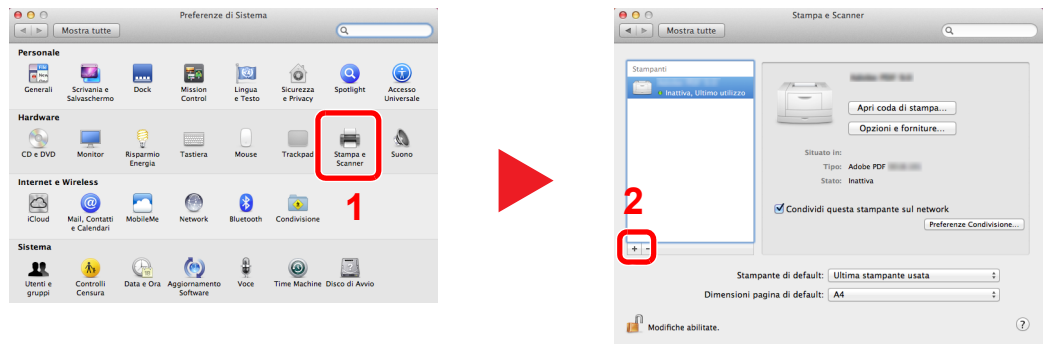 Preferenze di Sistema
Mostra tutte
Personale
Generali
Scrivania e Salvaschermo
Dock
Mission Control
Lingua e Testo
Sicurezza e Privacy
Spotlight
Accesso Universale
Hardware
CD e DVD
Monitor
Risparmio Energia
Tastiera
Mouse
Trackpad
Stampa e Scanner
Suono
1
Internet e Wireless
iCloud
Mail, Contatti e Calendari
MobileMe
Network
Bluetooth
Condivisione
Sistema
Utenti e gruppi
Controlli Censura
Data e Ora
Aggiornamento Software
Voce
Time Machine
Disco di Avvio
Stampa e Scanner
Mostra tutte
Stampanti
Inattiva, Ultimo utilizzo
Apri coda di stampa...
Opzioni e forniture...
Situato in:
Tipo: Adobe PDF
Stato: Inattiva
2
Condividi questa stampante sul network
Preferenze Condivisione...
+ -
Stampante di default: Ultima stampante usata
Dimensioni pagina di default: A4
Modifiche abilitate.
?